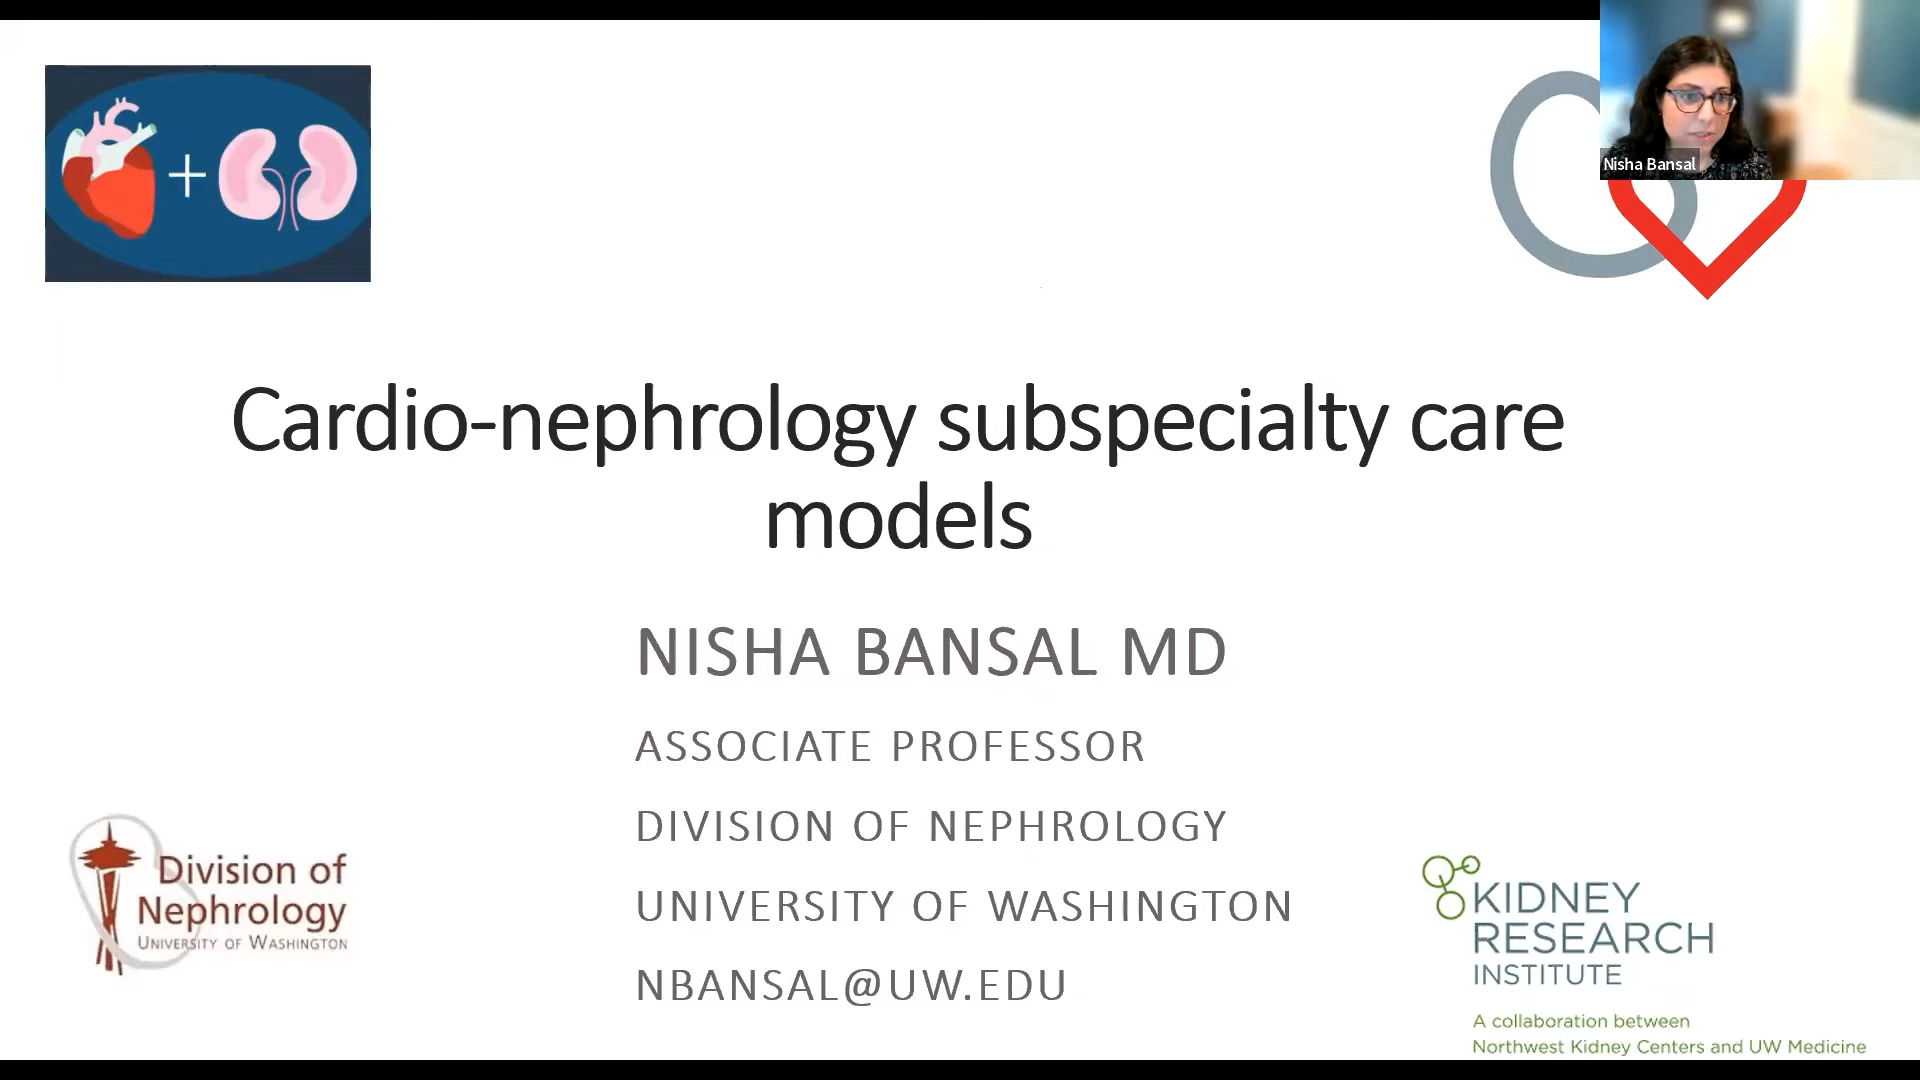 Nisha Bansal
Cardio-nephrology subspecialty care
models
NISHA BANSAL MD
ASSOCIATE PROFESSOR
DIVISION OF NEPHROLOGY
UNIVERSITY OF WASHINGTON
NBANSAL@UW.EDU
Division of
Nephrology
UNIVERSITY OF WASHINGTON
KIDNEY
RESEARCH
INSTITUTE
A collaboration between
Northwest Kidney Centers and UW Medicine